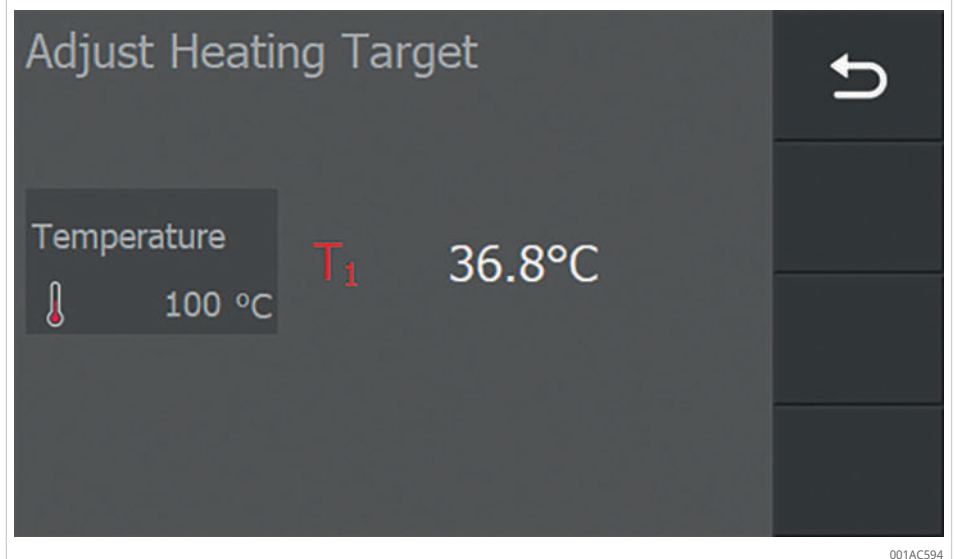 Adjust Heating Target
Temperature
100 °C
T₁ 36.8°C
001AC594